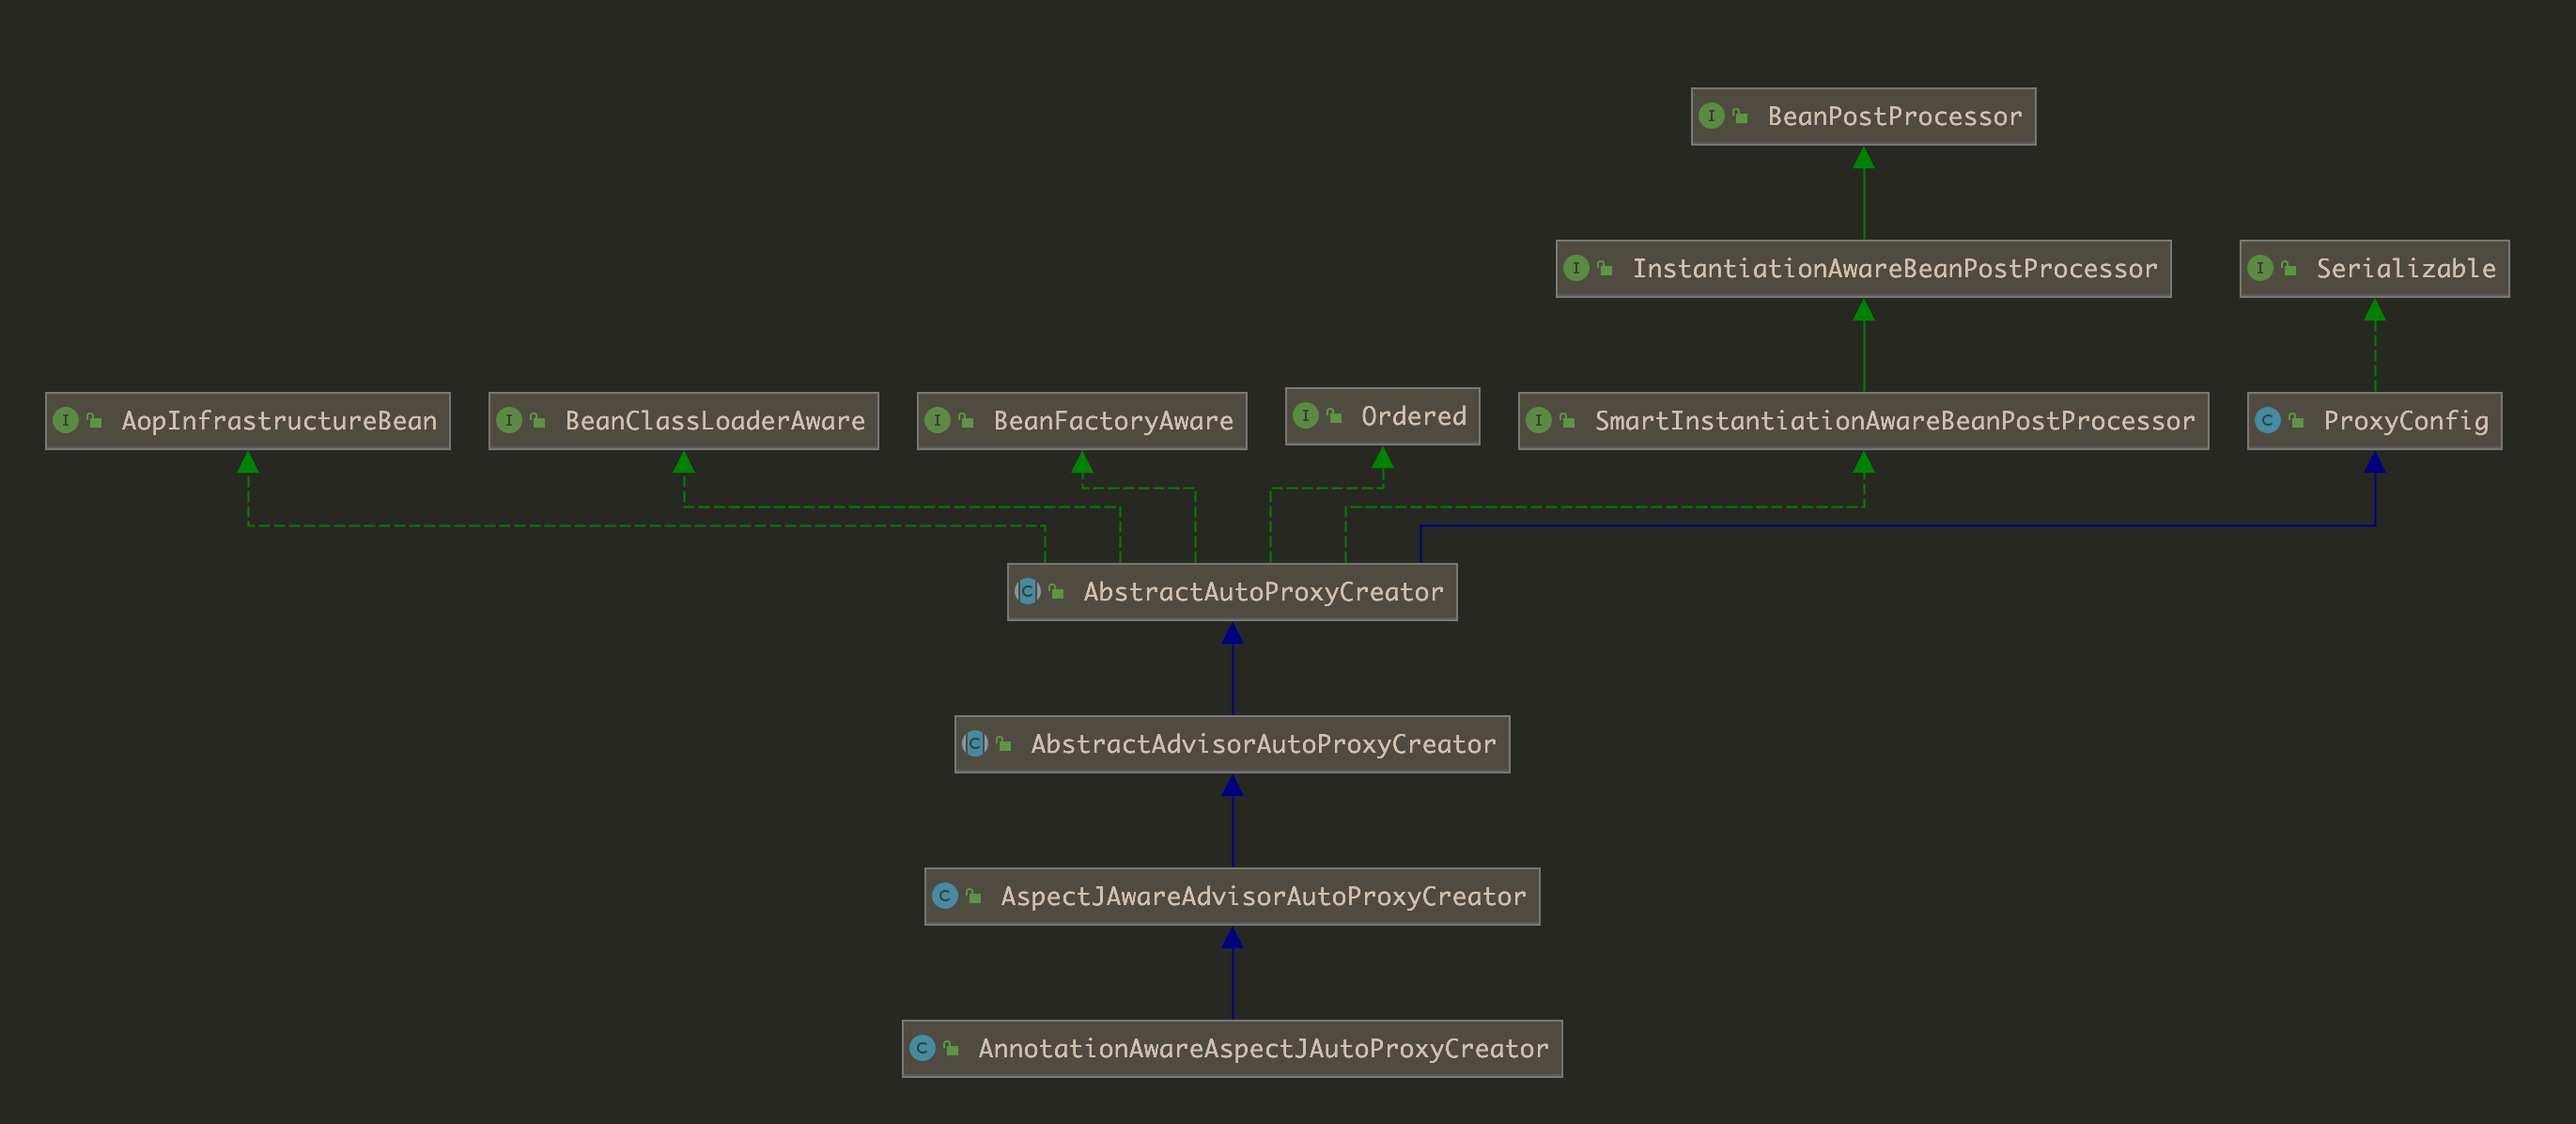 BeanPostProcessor
InstantiationAwareBeanPostProcessor
Serializable
AopInfrastructureBean
BeanClassLoaderAware
BeanFactoryAware
Ordered
SmartInstantiationAwareBeanPostProcessor
ProxyConfig
AbstractAutoProxyCreator
AbstractAdvisorAutoProxyCreator
AspectJAwareAdvisorAutoProxyCreator
AnnotationAwareAspectJAutoProxyCreator